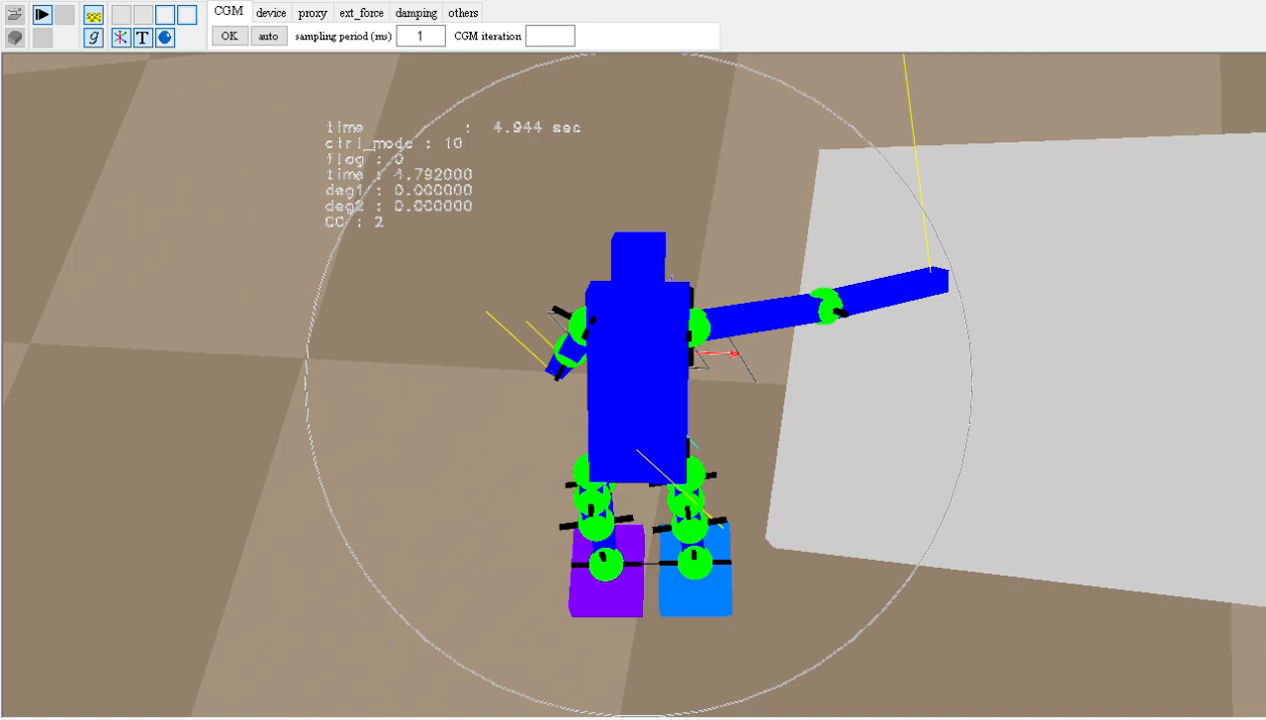 CGM device proxy ext_force damping others
OK auto sampling period (ms) 1 CGM iteration
g T
time : 4.944 sec
ctrl_mode : 10
flag : 0
time : 4.792000
deg1 : 0.000000
deg2 : 0.000000
CC : 2